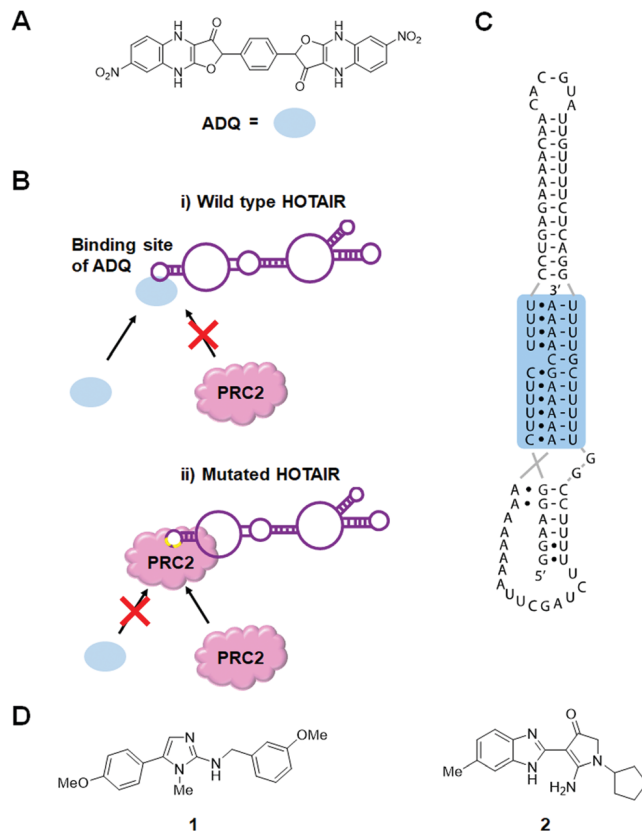 A
O₂N
H
N
N
H
O
O
O
O
H
N
N
H
NO₂
ADQ =
B
i) Wild type HOTAIR
Binding site
of ADQ
PRC2
ii) Mutated HOTAIR
PRC2
PRC2
C
C–G
A U
C A
A U
A–U
C–G
A–U
A–U
A–U
A–U
G–C
A–U
G–C
U–A
C–G
C–G
3′
U•A–U
U•A–U
U•A–U
U•A–U
C–G
C•G–C
U•A–U
U•A–U
U•A–U
U•A–U
C•A–U
G
G
A•G–C
A•G–C
A A–U
A A–U
A G•U
A G•U
A 5′ U
U U C G A U C
D
MeO
N
N
Me
N
H
OMe
1
Me
N
N
H
O
N
NH₂
2